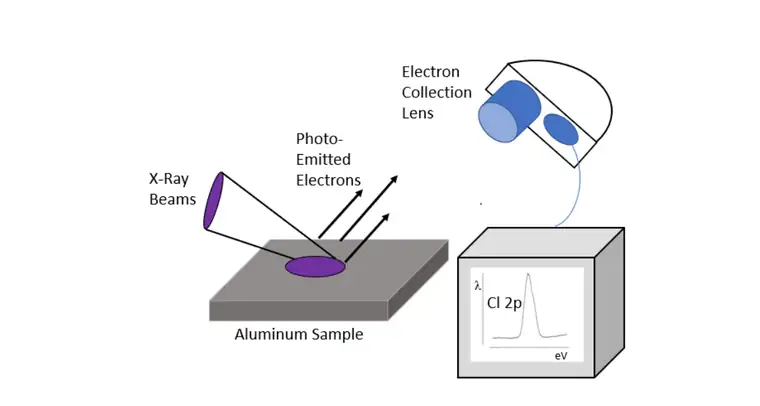 Electron
Collection
Lens
Photo-
Emitted
Electrons
X-Ray
Beams
Aluminum Sample
λ
Cl 2p
eV